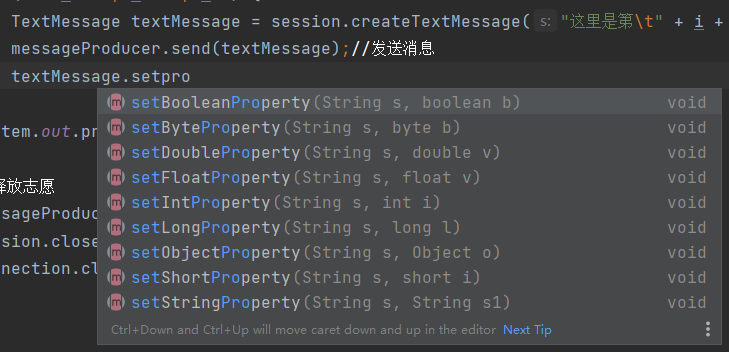 TextMessage textMessage = session.createTextMessage( s: "这里是第\t" + i +
messageProducer.send(textMessage);//发送消息
textMessage.setpro
setBooleanProperty(String s, boolean b) void
setByteProperty(String s, byte b) void
tem.out.pr
setDoubleProperty(String s, double v) void
setFloatProperty(String s, float v) void
释放志愿
setIntProperty(String s, int i) void
sageProduc
setLongProperty(String s, long l) void
sion.close
setObjectProperty(String s, Object o) void
nection.cl
setShortProperty(String s, short i) void
setStringProperty(String s, String s1) void
Ctrl+Down and Ctrl+Up will move caret down and up in the editor Next Tip